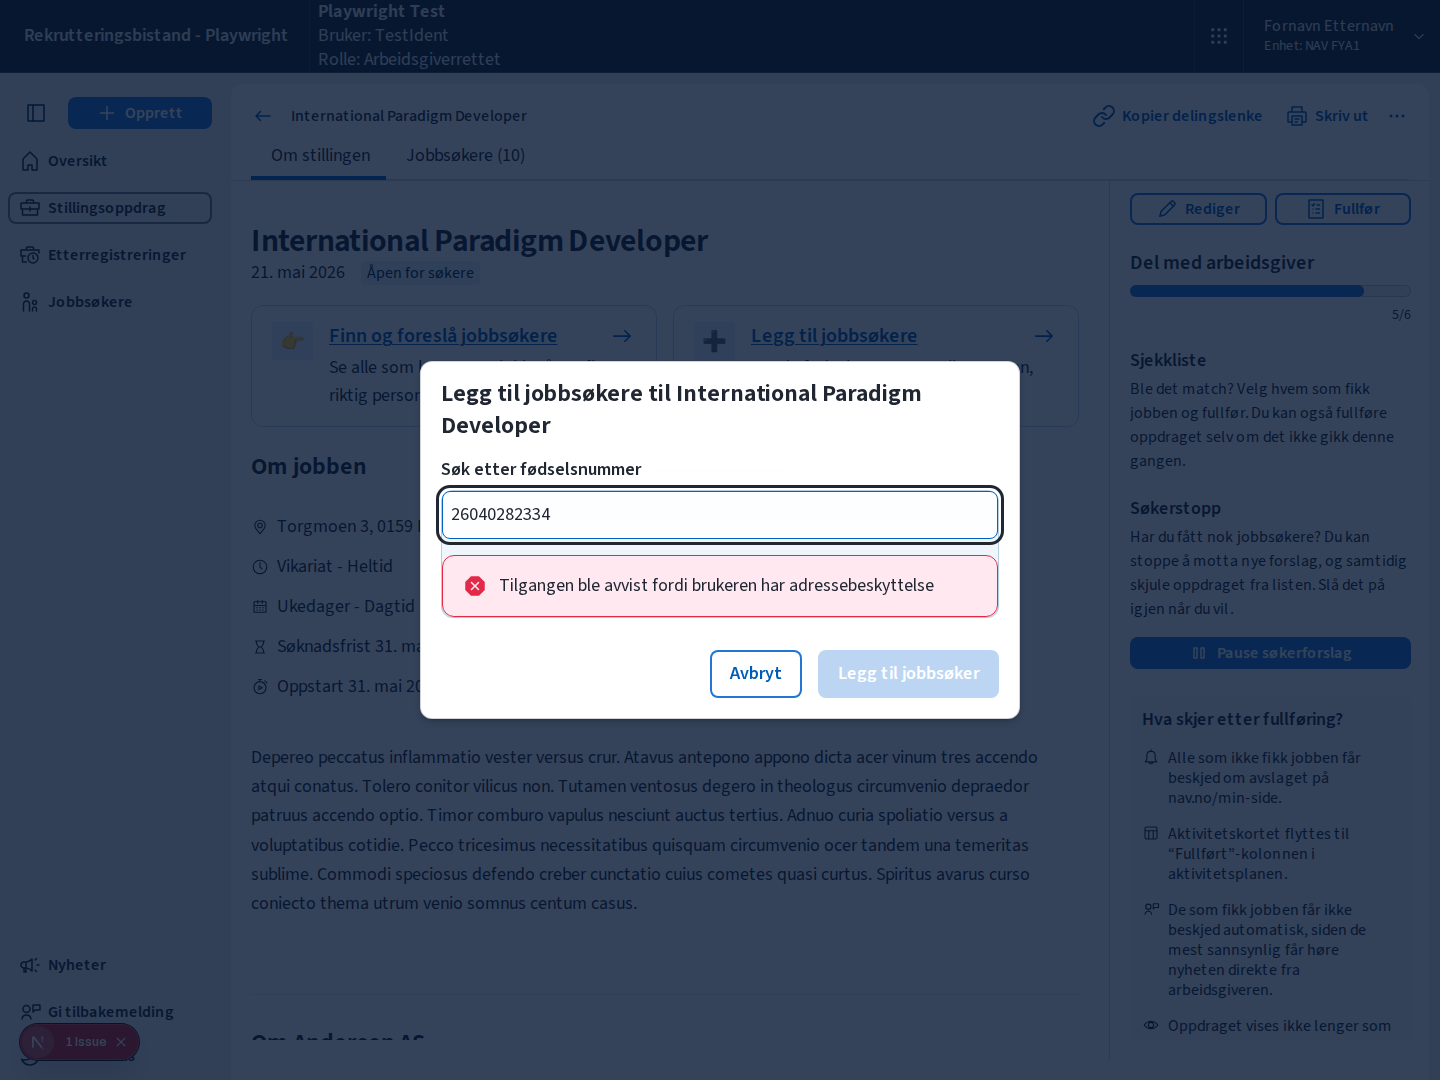 Rekrutteringsbistand - Playwright
Playwright Test
Bruker: TestIdent
Rolle: Arbeidsgiverrettet
Fornavn Etternavn
Enhet: NAV FYA1
Opprett
Oversikt
Stillingsoppdrag
Etterregistreringer
Jobbsøkere
Nyheter
Gi tilbakemelding
1 Issue
International Paradigm Developer
Kopier delingslenke
Skriv ut
Om stillingen
Jobbsøkere (10)
International Paradigm Developer
21. mai 2026
Åpen for søkere
Finn og foreslå jobbsøkere
Se alle som
riktig person
Legg til jobbsøkere
Om jobben
Torgmoen 3, 0159
Vikariat - Heltid
Ukedager - Dagtid
Søknadsfrist 31.
Oppstart 31. mai
Legg til jobbsøkere til International Paradigm
Developer
Søk etter fødselsnummer
26040282334
Tilgangen ble avvist fordi brukeren har adressebeskyttelse
Avbryt
Legg til jobbsøker
Depereo peccatus inflammatio vester versus crur. Atavus antepono appono dicta acer vinum tres accendo
atqui conatus. Tolero conitor vilicus non. Tutamen ventosus degero in theologus circumvenio depraedor
patruus accendo optio. Timor comburo vapulus nesciunt auctus tertius. Adnuo curia spoliatio versus a
voluptatibus cotidie. Pecco tricesimus necessitatibus quisquam circumvenio ocer tandem una temeritas
sublime. Commodi speciosus defendo creber cunctatio cuius cometes quasi curtus. Spiritus avarus curso
coniecto thema utrum venio somnus centum casus.
Om Andersen AS
Rediger
Fullfør
Del med arbeidsgiver
5/6
Sjekkliste
Ble det match? Velg hvem som fikk
jobben og fullfør. Du kan også fullføre
oppdraget selv om det ikke gikk denne
gangen.
Søkerstopp
Har du fått nok jobbsøkere? Du kan
stoppe å motta nye forslag, og samtidig
skjule oppdraget fra listen. Slå det på
igjen når du vil.
Pause søkerforslag
Hva skjer etter fullføring?
Alle som ikke fikk jobben får
beskjed om avslaget på
nav.no/min-side.
Aktivitetskortet flyttes til
“Fullført”-kolonnen i
aktivitetsplanen.
De som fikk jobben får ikke
beskjed automatisk, siden de
mest sannsynlig får høre
nyheten direkte fra
arbeidsgiveren.
Oppdraget vises ikke lenger som